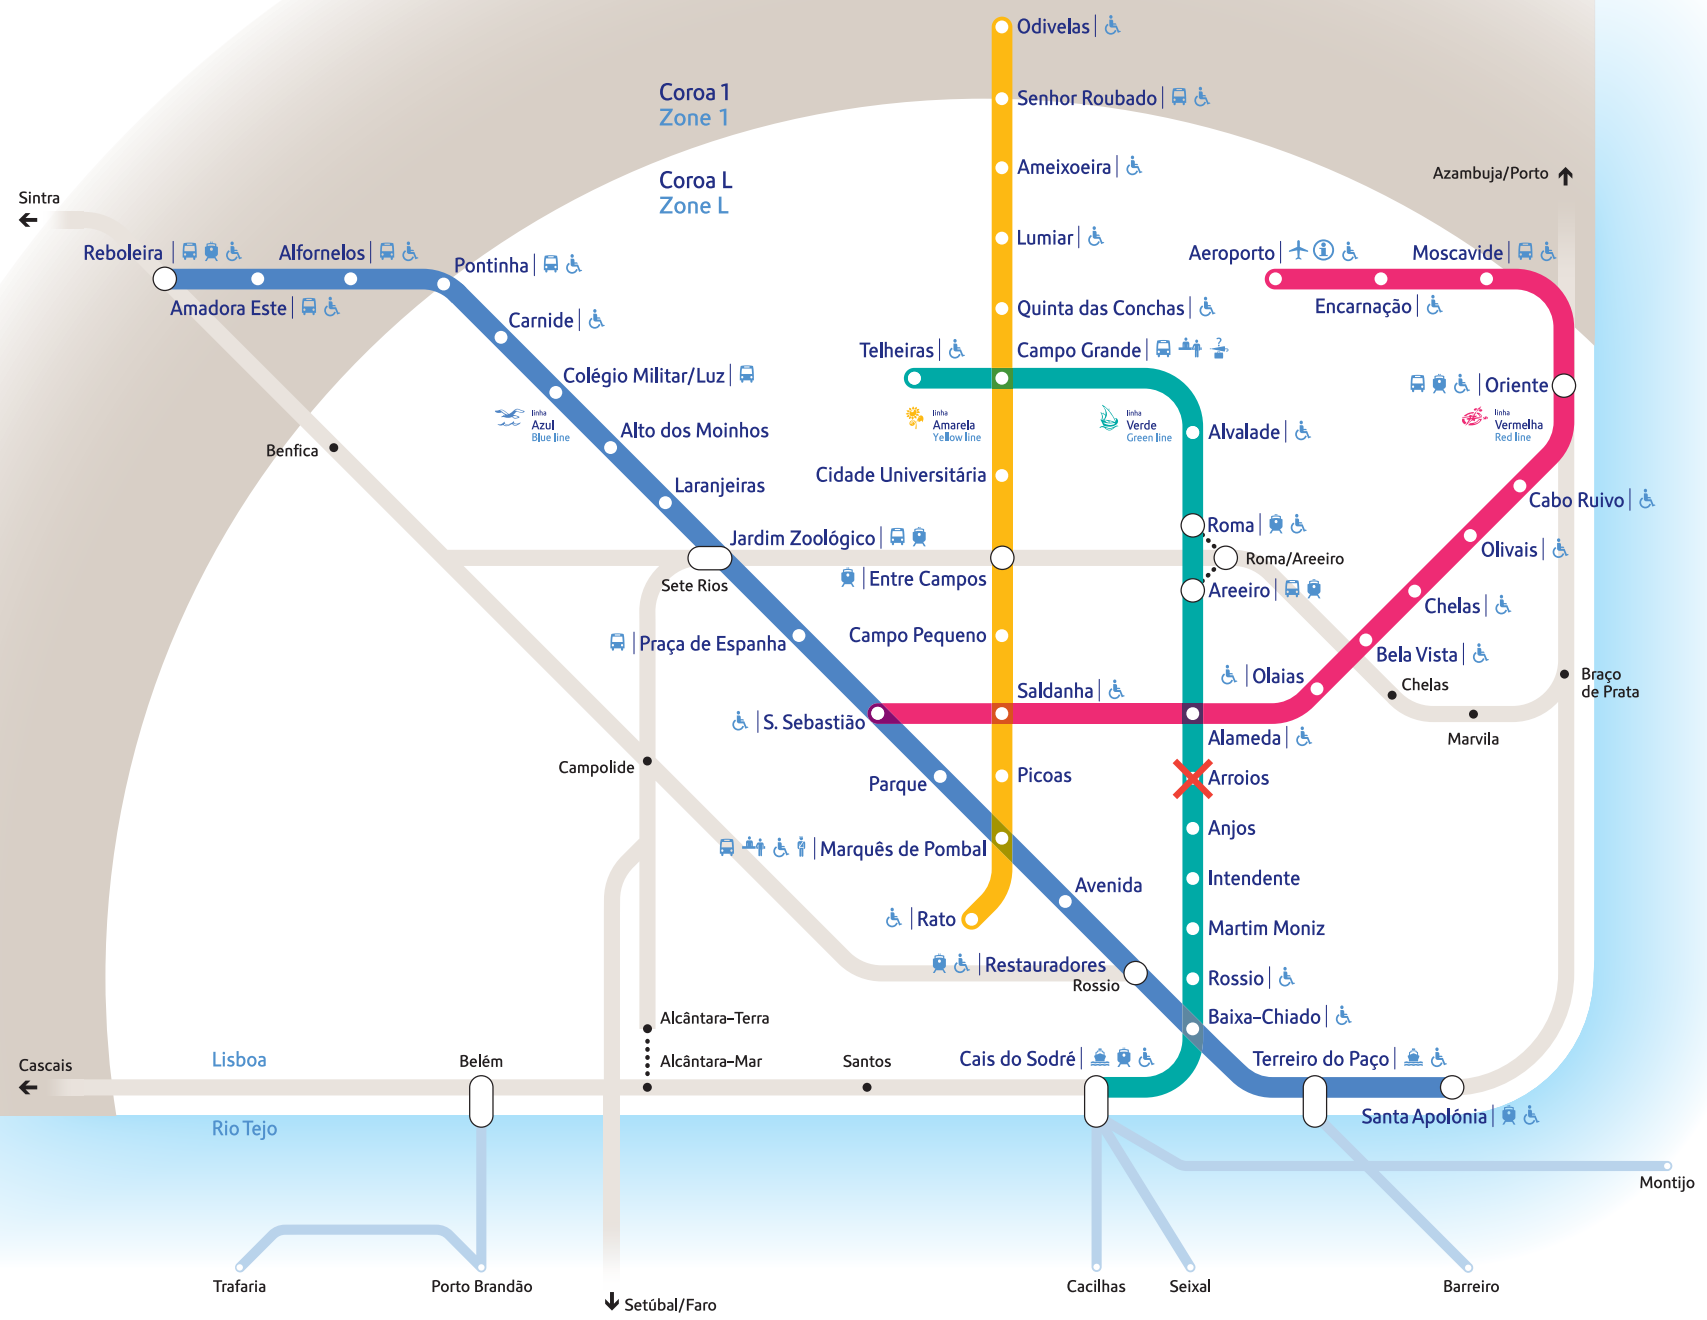 Odivelas
Coroa 1
Zone 1
Senhor Roubado
Ameixoeira
Azambuja/Porto
Coroa L
Zone L
Sintra
Lumiar
Reboleira
Alfornelos
Pontinha
Aeroporto
Moscavide
Amadora Este
Quinta das Conchas
Encarnação
Carnide
Telheiras
Campo Grande
Colégio Militar/Luz
Oriente
linha
Azul
Blue line
linha
Amarela
Yellow line
linha
Verde
Green line
linha
Vermelha
Red line
Alto dos Moinhos
Alvalade
Benfica
Cidade Universitária
Laranjeiras
Cabo Ruivo
Roma
Jardim Zoológico
Olivais
Roma/Areeiro
Sete Rios
Entre Campos
Areeiro
Chelas
Campo Pequeno
Praça de Espanha
Bela Vista
Olaias
Chelas
Braço
de Prata
Saldanha
S. Sebastião
Alameda
Marvila
Campolide
Parque
Picoas
Arroios
Anjos
Marquês de Pombal
Avenida
Intendente
Rato
Martim Moniz
Restauradores
Rossio
Rossio
Alcântara-Terra
Baixa-Chiado
Cascais
Lisboa
Belém
Alcântara-Mar
Santos
Cais do Sodré
Terreiro do Paço
Santa Apolónia
Rio Tejo
Montijo
Trafaria
Porto Brandão
Cacilhas
Seixal
Barreiro
Setúbal/Faro